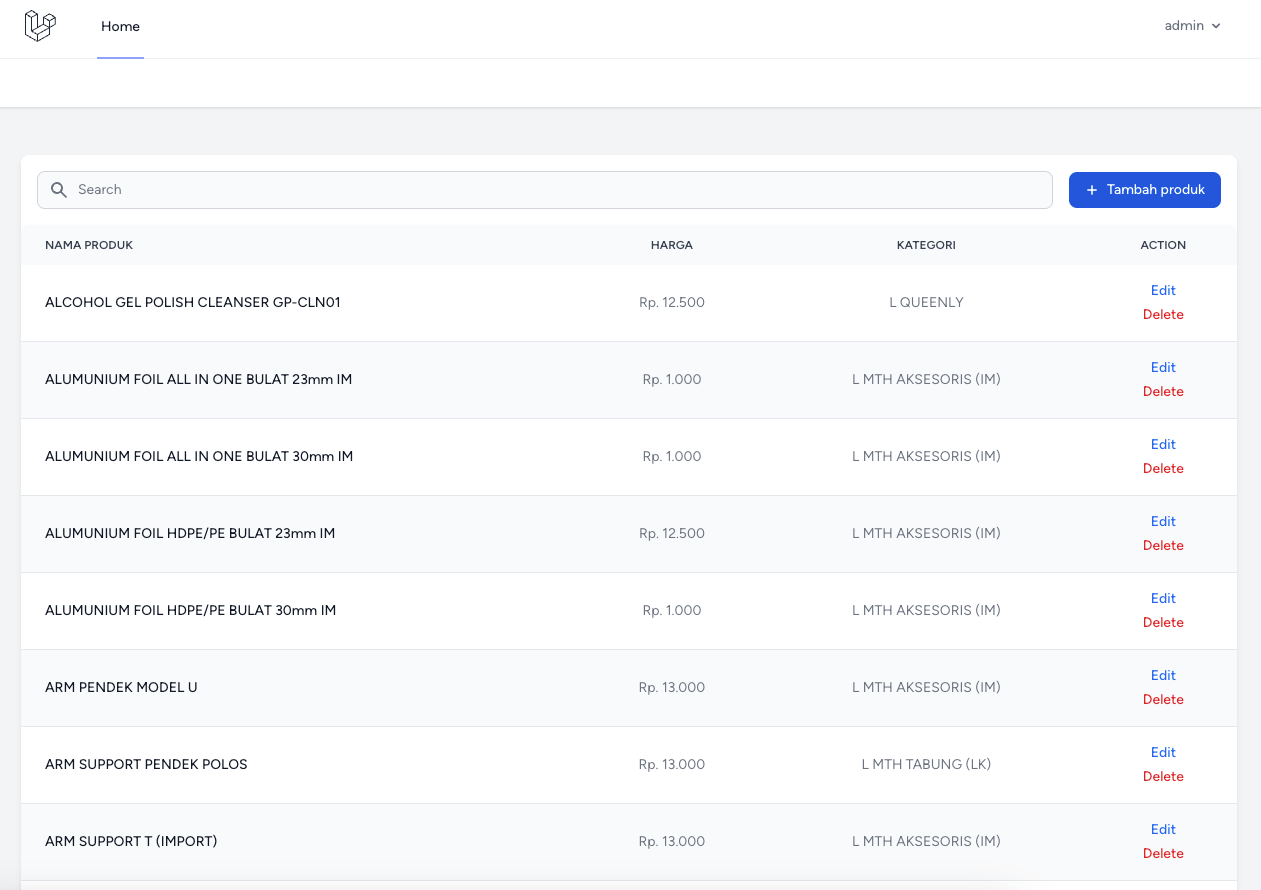 Home
admin
Search
+ Tambah produk
NAMA PRODUK HARGA KATEGORI ACTION
ALCOHOL GEL POLISH CLEANSER GP-CLN01 Rp. 12.500 L QUEENLY Edit
Delete
ALUMUNIUM FOIL ALL IN ONE BULAT 23mm IM Rp. 1.000 L MTH AKSESORIS (IM) Edit
Delete
ALUMUNIUM FOIL ALL IN ONE BULAT 30mm IM Rp. 1.000 L MTH AKSESORIS (IM) Edit
Delete
ALUMUNIUM FOIL HDPE/PE BULAT 23mm IM Rp. 12.500 L MTH AKSESORIS (IM) Edit
Delete
ALUMUNIUM FOIL HDPE/PE BULAT 30mm IM Rp. 1.000 L MTH AKSESORIS (IM) Edit
Delete
ARM PENDEK MODEL U Rp. 13.000 L MTH AKSESORIS (IM) Edit
Delete
ARM SUPPORT PENDEK POLOS Rp. 13.000 L MTH TABUNG (LK) Edit
Delete
ARM SUPPORT T (IMPORT) Rp. 13.000 L MTH AKSESORIS (IM) Edit
Delete